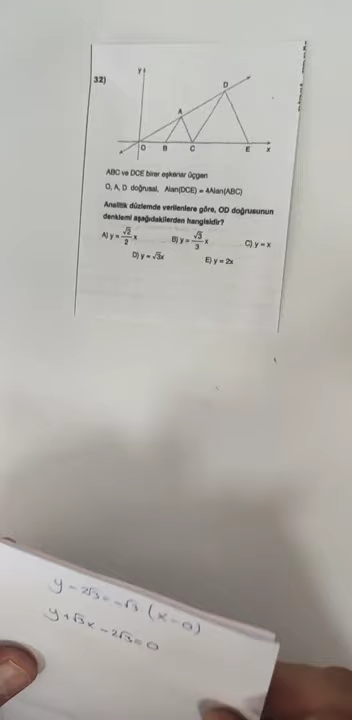 32)
y
D
A
O B C E x
ABC ve DCE birer eşkenar üçgen
O, A, D doğrusal, Alan(DCE) = 4Alan(ABC)
Analitik düzlemde verilenlere göre, OD doğrusunun
denklemi aşağıdakilerden hangisidir?
A) y = √2/2 x B) y = √3/3 x C) y = x
D) y = √3x E) y = 2x
y - 2√3 = -√3 . (x - 0)
y + √3x - 2√3 = 0